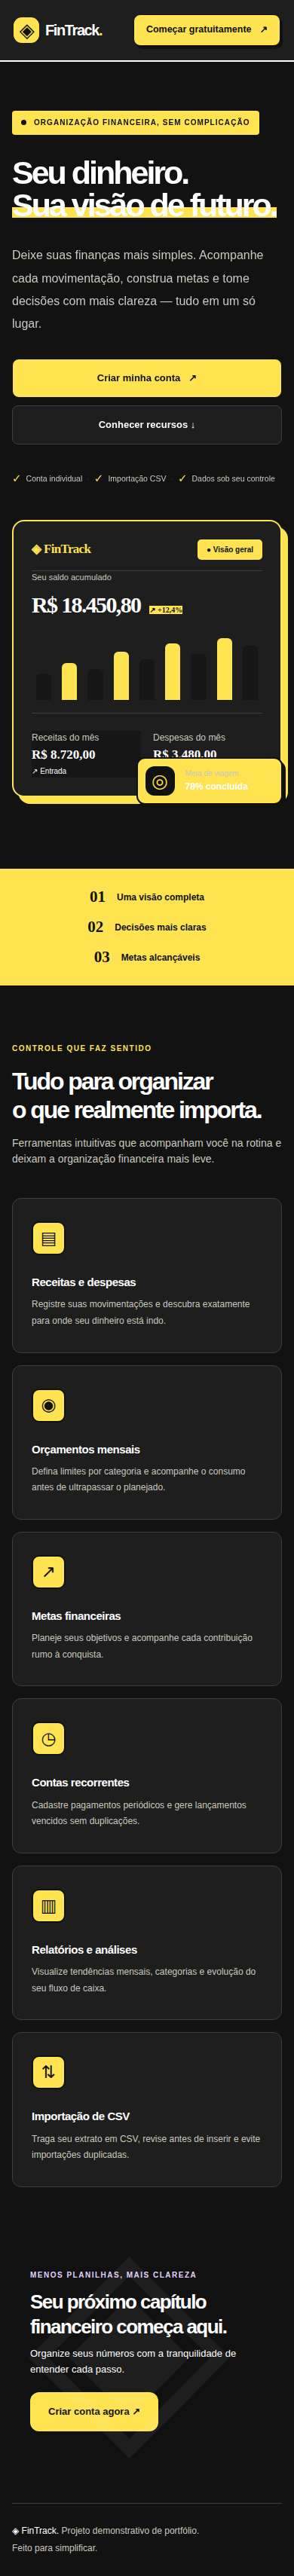 FinTrack.
Começar gratuitamente ↗
ORGANIZAÇÃO FINANCEIRA, SEM COMPLICAÇÃO
Seu dinheiro.
Sua visão de futuro.
Deixe suas finanças mais simples. Acompanhe
cada movimentação, construa metas e tome
decisões com mais clareza — tudo em um só
lugar.
Criar minha conta ↗
Conhecer recursos ↓
✓ Conta individual ✓ Importação CSV ✓ Dados sob seu controle
◈ FinTrack
● Visão geral
Seu saldo acumulado
R$ 18.450,80 ↗ +12,4%
Receitas do mês
R$ 8.720,00
↗ Entrada
Despesas do mês
R$ 3.480,00
Meta de viagem
78% concluída
01 Uma visão completa
02 Decisões mais claras
03 Metas alcançáveis
CONTROLE QUE FAZ SENTIDO
Tudo para organizar
o que realmente importa.
Ferramentas intuitivas que acompanham você na rotina e
deixam a organização financeira mais leve.
Receitas e despesas
Registre suas movimentações e descubra exatamente
para onde seu dinheiro está indo.
Orçamentos mensais
Defina limites por categoria e acompanhe o consumo
antes de ultrapassar o planejado.
Metas financeiras
Planeje seus objetivos e acompanhe cada contribuição
rumo à conquista.
Contas recorrentes
Cadastre pagamentos periódicos e gere lançamentos
vencidos sem duplicações.
Relatórios e análises
Visualize tendências mensais, categorias e evolução do
seu fluxo de caixa.
Importação de CSV
Traga seu extrato em CSV, revise antes de inserir e evite
importações duplicadas.
MENOS PLANILHAS, MAIS CLAREZA
Seu próximo capítulo
financeiro começa aqui.
Organize seus números com a tranquilidade de
entender cada passo.
Criar conta agora ↗
◈ FinTrack. Projeto demonstrativo de portfólio.
Feito para simplificar.